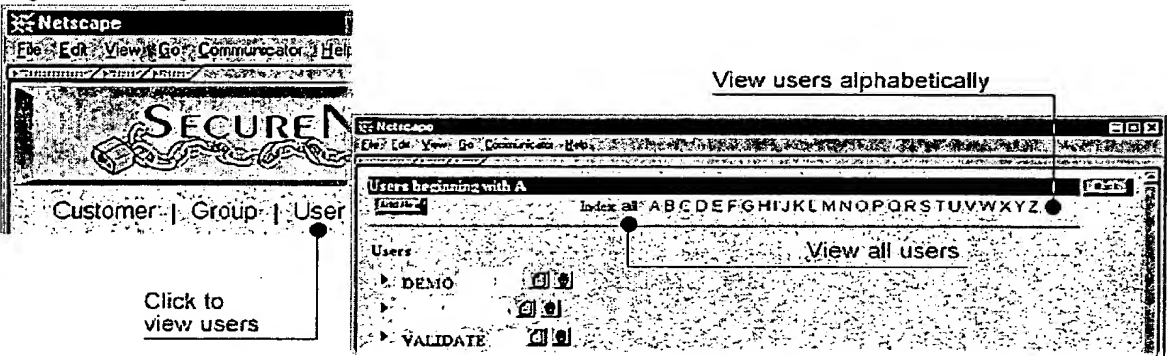 Netscape
File Edit View Go Communicator Help
SECUREN
Customer | Group | User
Click to
view users
View users alphabetically
Netscape
File Edit View Go Communicator Help
Users beginning with A
Index all A B C D E F G H I J K L M N O P Q R S T U V W X Y Z
View all users
Users
DEMO
VALIDATE